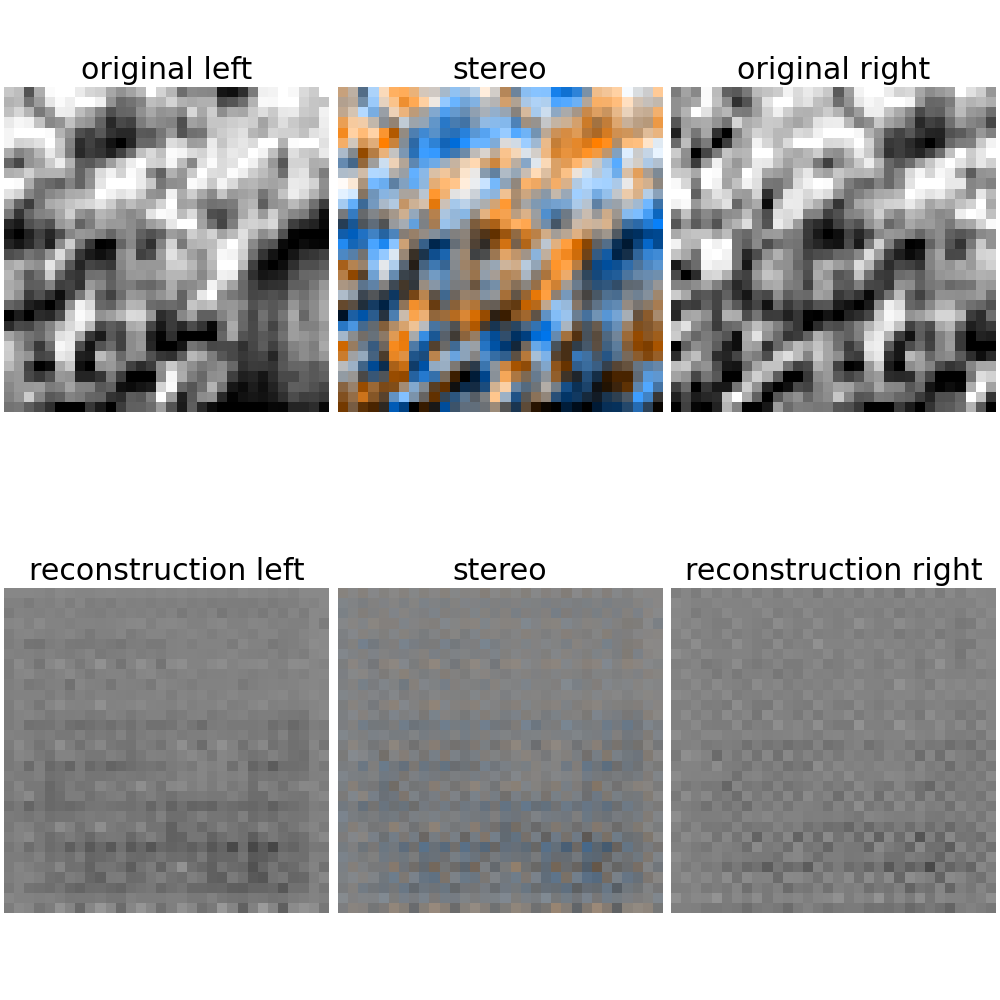 original left
stereo
original right
reconstruction left
stereo
reconstruction right